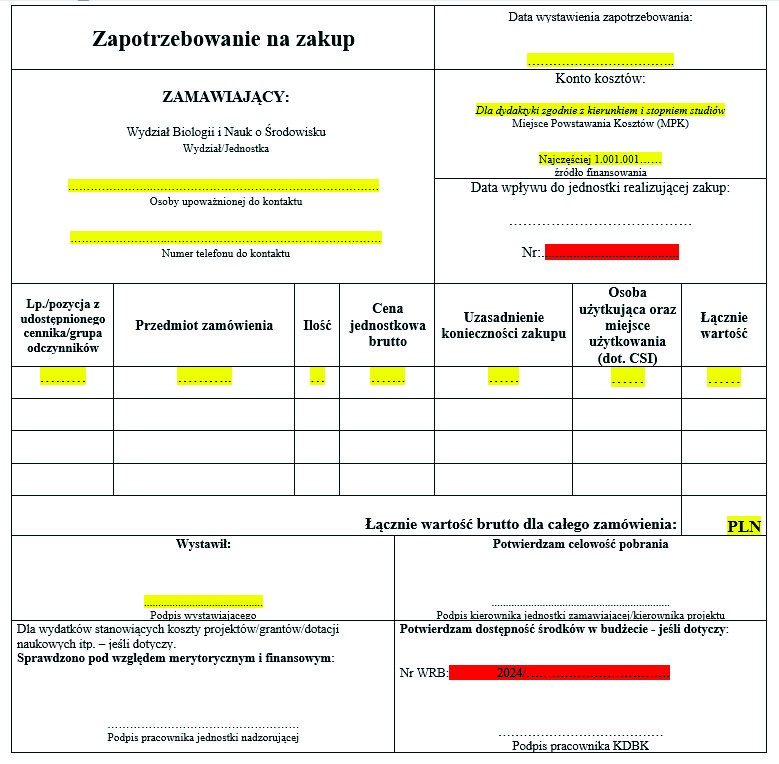 Zapotrzebowanie na zakup
Data wystawienia zapotrzebowania:
……………………………..
ZAMAWIAJĄCY:
Wydział Biologii i Nauk o Środowisku
Wydział/Jednostka
…………………………………………………………………
Osoby upoważnionej do kontaktu
…………………………………………………………………
Numer telefonu do kontaktu
Konto kosztów:
Dla dydaktyki zgodnie z kierunkiem i stopniem studiów
Miejsce Powstawania Kosztów (MPK)
Najczęściej 1.001.001……
źródło finansowania
Data wpływu do jednostki realizującej zakup:
…………………………………
Nr:...............................................
Lp./pozycja z
udostępnionego
cennika/grupa
odczynników
Przedmiot zamówienia
Ilość
Cena
jednostkowa
brutto
Uzasadnienie
konieczności zakupu
Osoba
użytkująca oraz
miejsce
użytkowania
(dot. CSI)
Łącznie
wartość
……… ……….. … ……. …… …… ……
Łącznie wartość brutto dla całego zamówienia:
PLN
Wystawił:
........................................
Podpis wystawiającego
Potwierdzam celowość pobrania
............................................................
Podpis kierownika jednostki zamawiającej/kierownika projektu
Dla wydatków stanowiących koszty projektów/grantów/dotacji
naukowych itp. – jeśli dotyczy.
Sprawdzono pod względem merytorycznym i finansowym:
…………………………………………
Podpis pracownika jednostki nadzorującej
Potwierdzam dostępność środków w budżecie - jeśli dotyczy:
Nr WRB: 2024/……………………………
……………………………………
Podpis pracownika KDBK